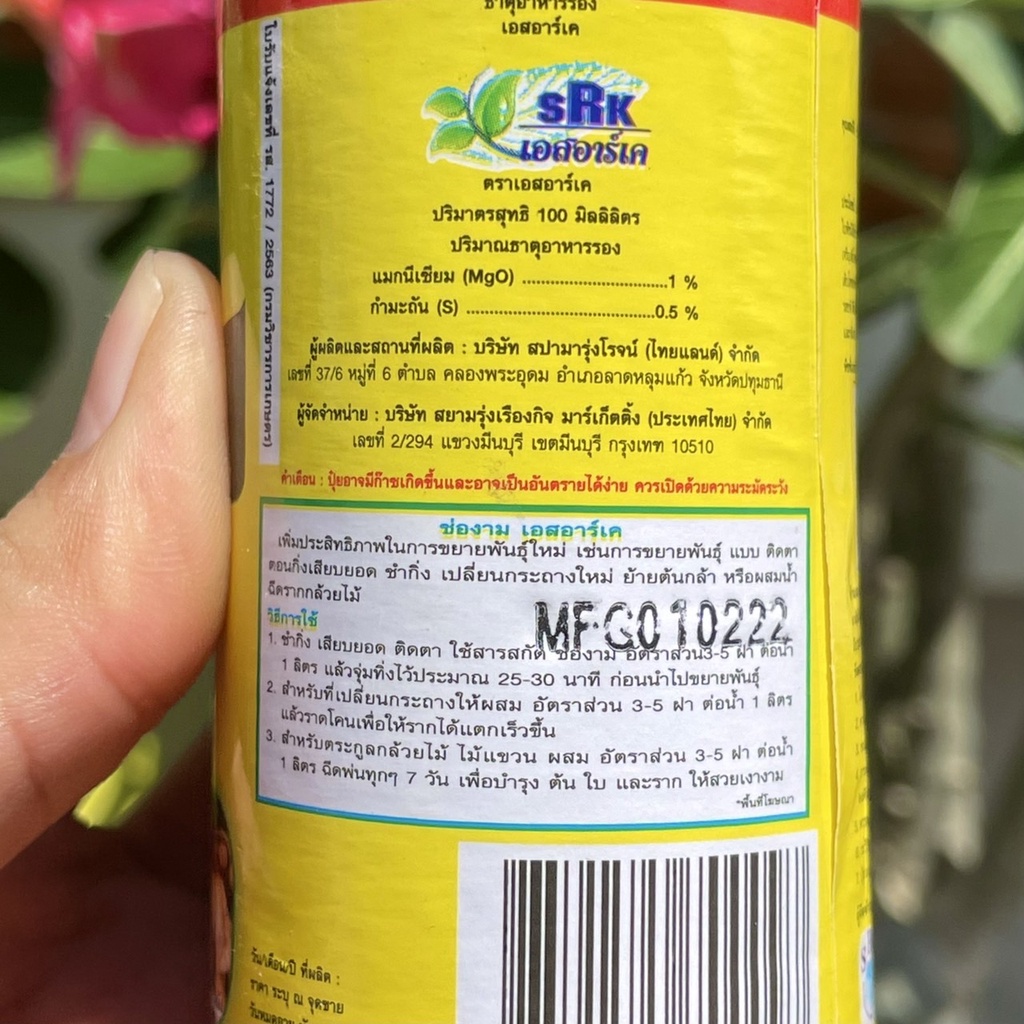 ธาตุอาหารรอง
เอสอาร์เค
SRK
เอสอาร์เค
ตราเอสอาร์เค
ปริมาตรสุทธิ 100 มิลลิลิตร
ปริมาณธาตุอาหารรอง
แมกนีเซียม (MgO) ................................1 %
กำมะถัน (S) .........................................0.5 %
ผู้ผลิตและสถานที่ผลิต : บริษัท สปามารุ่งโรจน์ (ไทยแลนด์) จำกัด
เลขที่ 37/6 หมู่ที่ 6 ตำบล คลองพระอุดม อำเภอลาดหลุมแก้ว จังหวัดปทุมธานี
ผู้จัดจำหน่าย : บริษัท สยามรุ่งเรืองกิจ มาร์เก็ตติ้ง (ประเทศไทย) จำกัด
เลขที่ 2/294 แขวงมีนบุรี เขตมีนบุรี กรุงเทฑ 10510
คำเตือน : ปุ๋ยอาจมีก๊าซเกิดขึ้นและอาจเป็นอันตรายได้ง่าย ควรเปิดด้วยความระมัดระวัง
ใบรับแจ้งเลขที่ รฟ. 1772 / 2563 (กรมวิชาการเกษตร)
ช่องาม เอสอาร์เค
เพิ่มประสิทธิภาพในการขยายพันธุ์ใหม่ เช่นการขยายพันธุ์ แบบ ติดตา
ตอนกิ่งเสียบยอด ชำกิ่ง เปลี่ยนกระถางใหม่ ย้ายต้นกล้า หรือผสมน้ำ
ฉีดรากกล้วยไม้
MFG010222
วิธีการใช้
1. ชำกิ่ง เสียบยอด ติดตา ใช้สารสกัด ช่องาม อัตราส่วน3-5 ฝา ต่อน้ำ
1 ลิตร แล้วจุ่มทิ้งไว้ประมาณ 25-30 นาที ก่อนนำไปขยายพันธุ์
2. สำหรับที่เปลี่ยนกระถางให้ผสม อัตราส่วน 3-5 ฝา ต่อน้ำ 1 ลิตร
แล้วราดโคนเพื่อให้รากได้แตกเร็วขึ้น
3. สำหรับตระกูลกล้วยไม้ ไม้แขวน ผสม อัตราส่วน 3-5 ฝา ต่อน้ำ
1 ลิตร ฉีดพ่นทุกๆ 7 วัน เพื่อบำรุง ต้น ใบ และราก ให้สวยเงางาม
*พื้นที่โฆษณา
วัน/เดือน/ปี ที่ผลิต :
ราคา ระบุ ณ จุดขาย